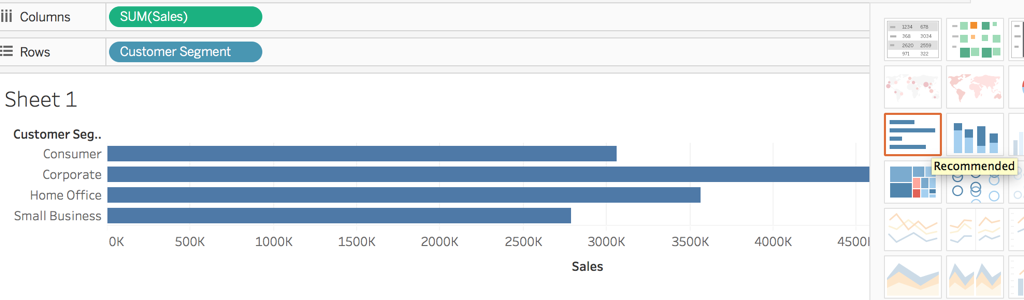 Columns SUM(Sales)
Rows Customer Segment
Sheet 1
Customer Seg..
Consumer
Corporate
Home Office
Small Business
0K 500K 1000K 1500K 2000K 2500K 3000K 3500K 4000K 4500K
Sales
Recommended